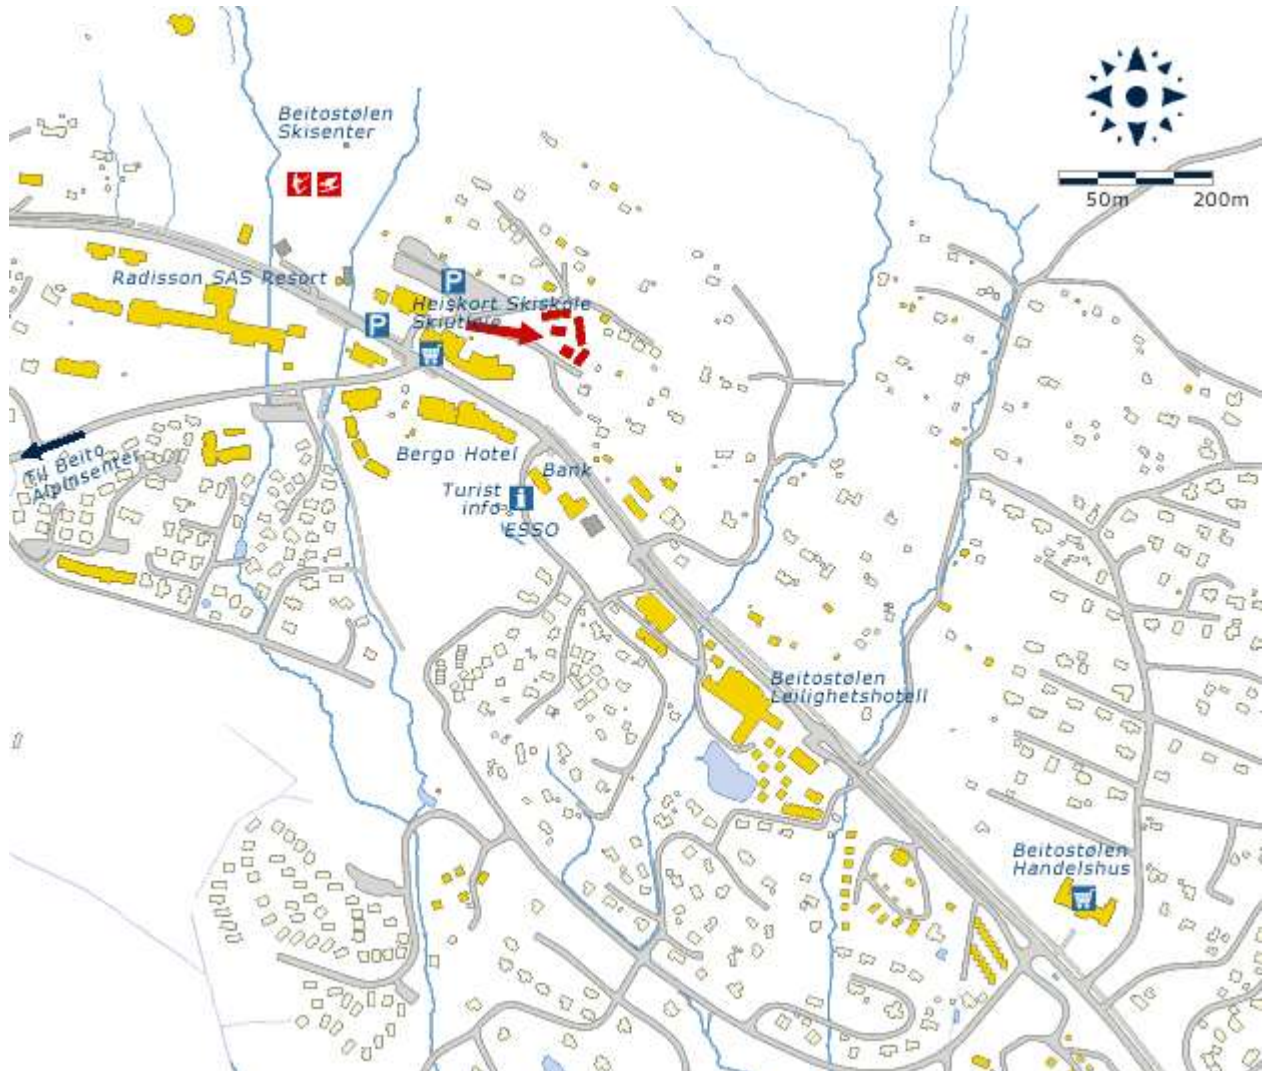 Beitostølen
Skisenter
50m
200m
Radisson SAS Resort
P
Heiskort Skiskole
Skiutleie
P
Til Beito
Alpinsenter
Bergo Hotel
Bank
Turist
info
i
ESSO
Beitostølen
Leilighetshotell
Beitostølen
Handelshus